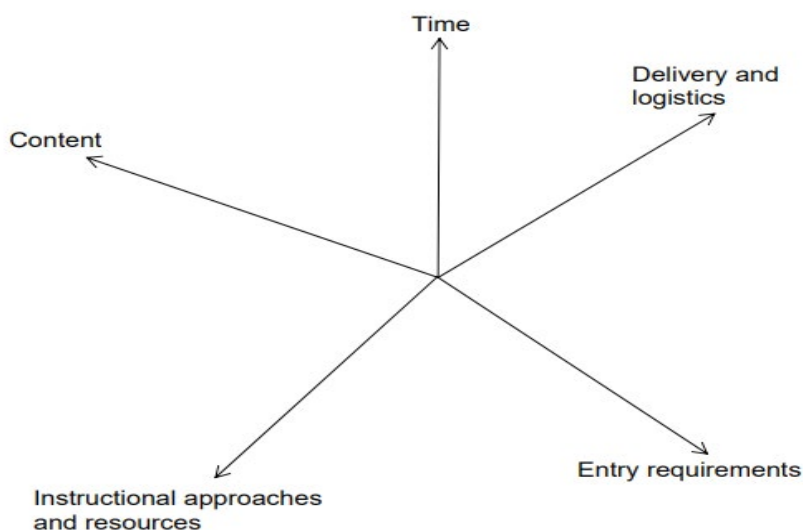 Time
Delivery and
logistics
Content
Entry requirements
Instructional approaches
and resources